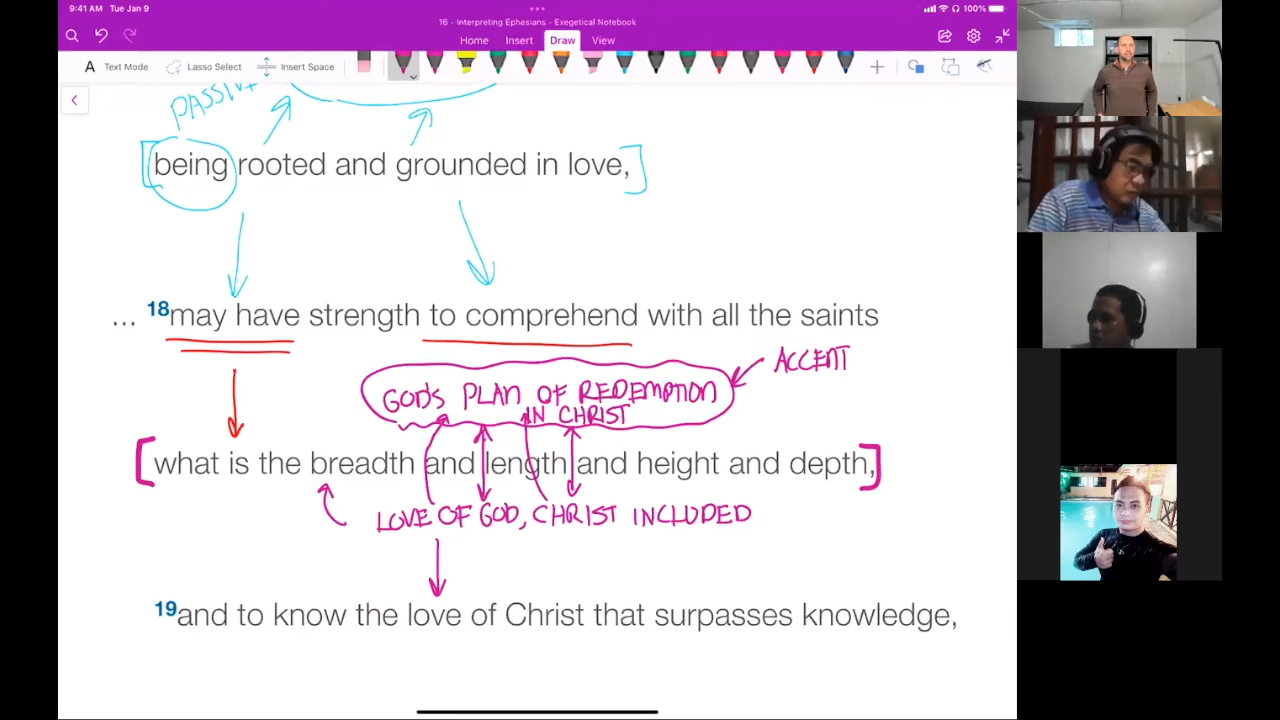 9:41 AM Tue Jan 9
100%
16 - Interpreting Ephesians - Exegetical Notebook
Home Insert Draw View
A Text Mode Lasso Select Insert Space
PASSIVE
being rooted and grounded in love,
... 18may have strength to comprehend with all the saints
ACCENT
GOD'S PLAN OF REDEMPTION
IN CHRIST
what is the breadth and length and height and depth,
LOVE OF GOD, CHRIST INCLUDED
19and to know the love of Christ that surpasses knowledge,